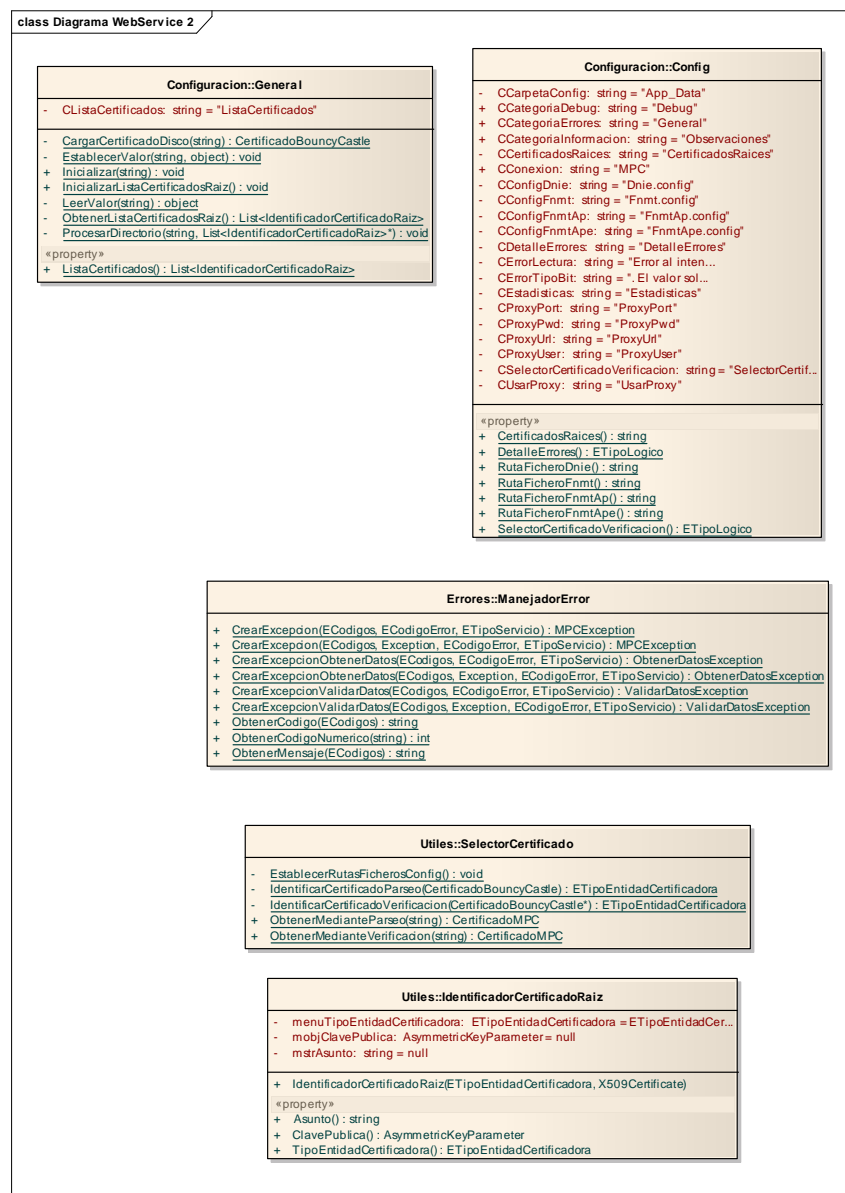 class Diagrama WebService 2
Configuracion::General
- CListaCertificados: string = "ListaCertificados"
- CargarCertificadoDisco(string) : CertificadoBouncyCastle
- EstablecerValor(string, object) : void
+ Inicializar(string) : void
+ InicializarListaCertificadosRaiz() : void
- LeerValor(string) : object
- ObtenerListaCertificadosRaiz() : List<IdentificadorCertificadoRaiz>
- ProcesarDirectorio(string, List<IdentificadorCertificadoRaiz>*) : void
«property»
+ ListaCertificados() : List<IdentificadorCertificadoRaiz>
Configuracion::Config
- CCarpetaConfig: string = "App_Data"
+ CCategoriaDebug: string = "Debug"
+ CCategoriaErrores: string = "General"
+ CCategoriaInformacion: string = "Observaciones"
- CCertificadosRaices: string = "CertificadosRaices"
+ CConexion: string = "MPC"
- CConfigDnie: string = "Dnie.config"
- CConfigFnmt: string = "Fnmt.config"
- CConfigFnmtAp: string = "FnmtAp.config"
- CConfigFnmtApe: string = "FnmtApe.config"
- CDetalleErrores: string = "DetalleErrores"
- CErrorLectura: string = "Error al inten...
- CErrorTipoBit: string = ". El valor sol...
- CEstadisticas: string = "Estadisticas"
- CProxyPort: string = "ProxyPort"
- CProxyPwd: string = "ProxyPwd"
- CProxyUrl: string = "ProxyUrl"
- CProxyUser: string = "ProxyUser"
- CSelectorCertificadoVerificacion: string = "SelectorCertif...
- CUsarProxy: string = "UsarProxy"
«property»
+ CertificadosRaices() : string
+ DetalleErrores() : ETipoLogico
+ RutaFicheroDnie() : string
+ RutaFicheroFnmt() : string
+ RutaFicheroFnmtAp() : string
+ RutaFicheroFnmtApe() : string
+ SelectorCertificadoVerificacion() : ETipoLogico
Errores::ManejadorError
+ CrearExcepcion(ECodigos, ECodigoError, ETipoServicio) : MPCException
+ CrearExcepcion(ECodigos, Exception, ECodigoError, ETipoServicio) : MPCException
+ CrearExcepcionObtenerDatos(ECodigos, ECodigoError, ETipoServicio) : ObtenerDatosException
+ CrearExcepcionObtenerDatos(ECodigos, Exception, ECodigoError, ETipoServicio) : ObtenerDatosException
+ CrearExcepcionValidarDatos(ECodigos, ECodigoError, ETipoServicio) : ValidarDatosException
+ CrearExcepcionValidarDatos(ECodigos, Exception, ECodigoError, ETipoServicio) : ValidarDatosException
+ ObtenerCodigo(ECodigos) : string
+ ObtenerCodigoNumerico(string) : int
+ ObtenerMensaje(ECodigos) : string
Utiles::SelectorCertificado
- EstablecerRutasFicherosConfig() : void
- IdentificarCertificadoParseo(CertificadoBouncyCastle) : ETipoEntidadCertificadora
- IdentificarCertificadoVerificacion(CertificadoBouncyCastle*) : ETipoEntidadCertificadora
+ ObtenerMedianteParseo(string) : CertificadoMPC
+ ObtenerMedianteVerificacion(string) : CertificadoMPC
Utiles::IdentificadorCertificadoRaiz
- menuTipoEntidadCertificadora: ETipoEntidadCertificadora = ETipoEntidadCer...
- mobjClavePublica: AsymmetricKeyParameter = null
- mstrAsunto: string = null
+ IdentificadorCertificadoRaiz(ETipoEntidadCertificadora, X509Certificate)
«property»
+ Asunto() : string
+ ClavePublica() : AsymmetricKeyParameter
+ TipoEntidadCertificadora() : ETipoEntidadCertificadora